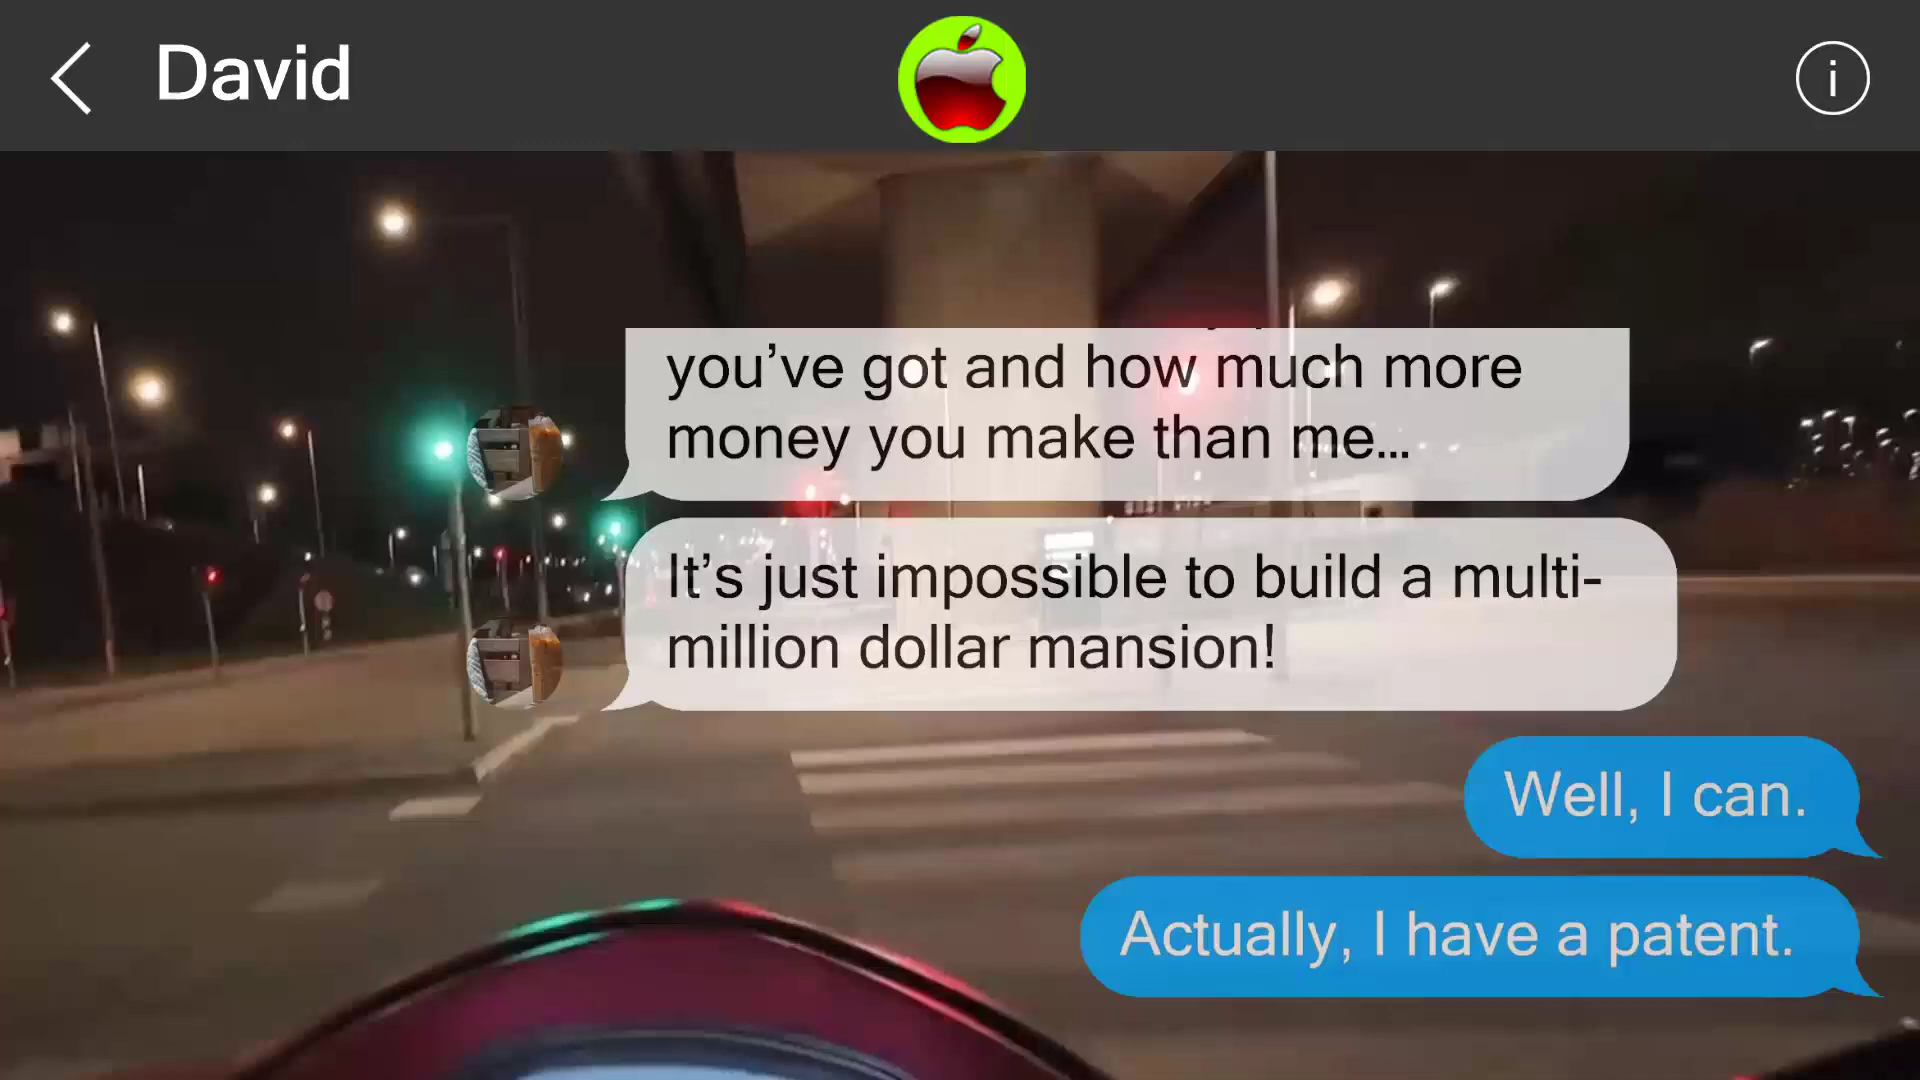 David
you’ve got and how much more
money you make than me...
It’s just impossible to build a multi-
million dollar mansion!
Well, I can.
Actually, I have a patent.